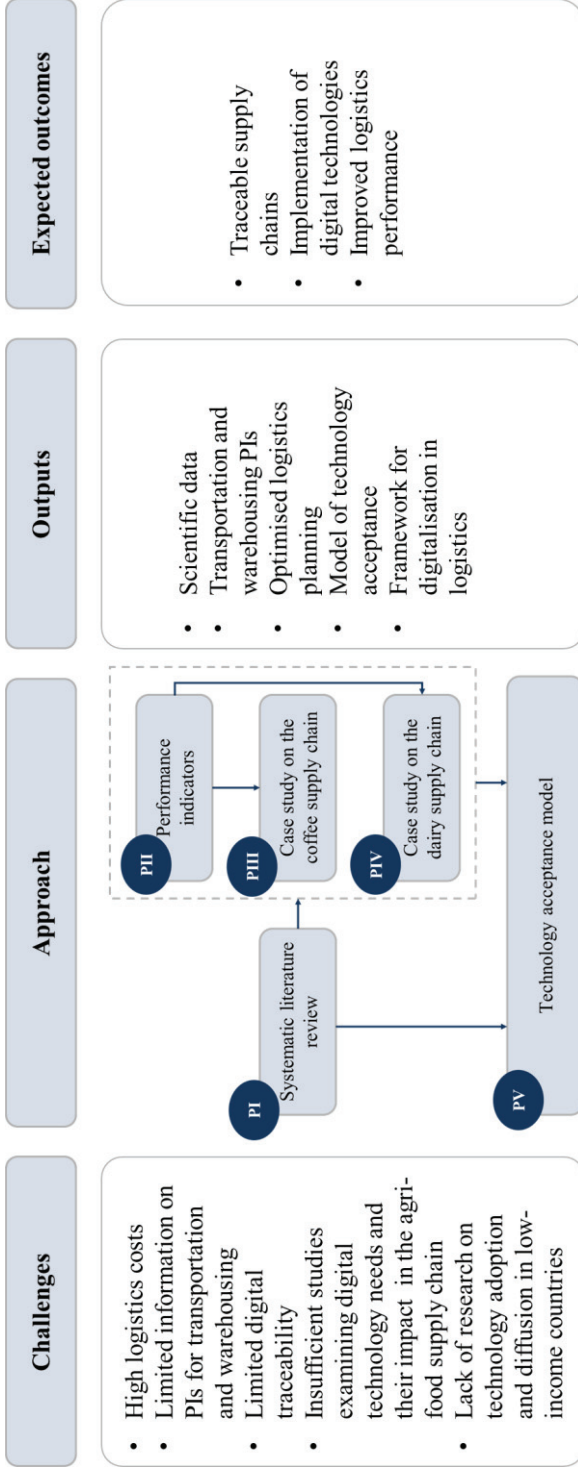 Challenges
High logistics costs
Limited information on
PIs for transportation
and warehousing
Limited digital
traceability
Insufficient studies
examining digital
technology needs and
their impact in the agri-
food supply chain
Lack of research on
technology adoption
and diffusion in low-
income countries
Approach
PI
Systematic literature
review
PII
Performance
indicators
PIII
Case study on the
coffee supply chain
PIV
Case study on the
dairy supply chain
PV
Technology acceptance model
Outputs
Scientific data
Transportation and
warehousing PIs
Optimised logistics
planning
Model of technology
acceptance
Framework for
digitalisation in
logistics
Expected outcomes
Traceable supply
chains
Implementation of
digital technologies
Improved logistics
performance